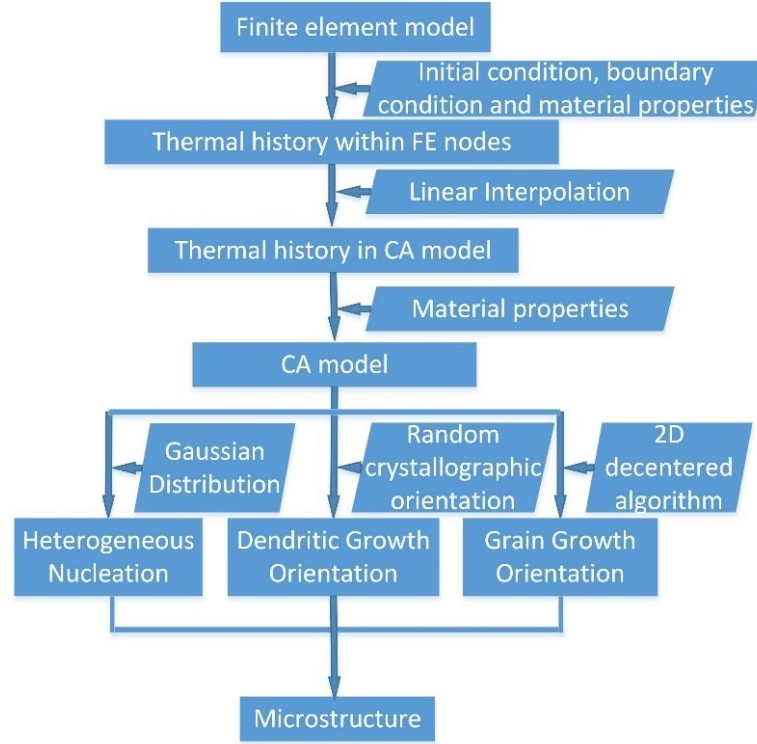 Finite element model
Initial condition, boundary
condition and material properties
Thermal history within FE nodes
Linear Interpolation
Thermal history in CA model
Material properties
CA model
Gaussian
Distribution
Random
crystallographic
orientation
2D
decentered
algorithm
Heterogeneous
Nucleation
Dendritic Growth
Orientation
Grain Growth
Orientation
Microstructure